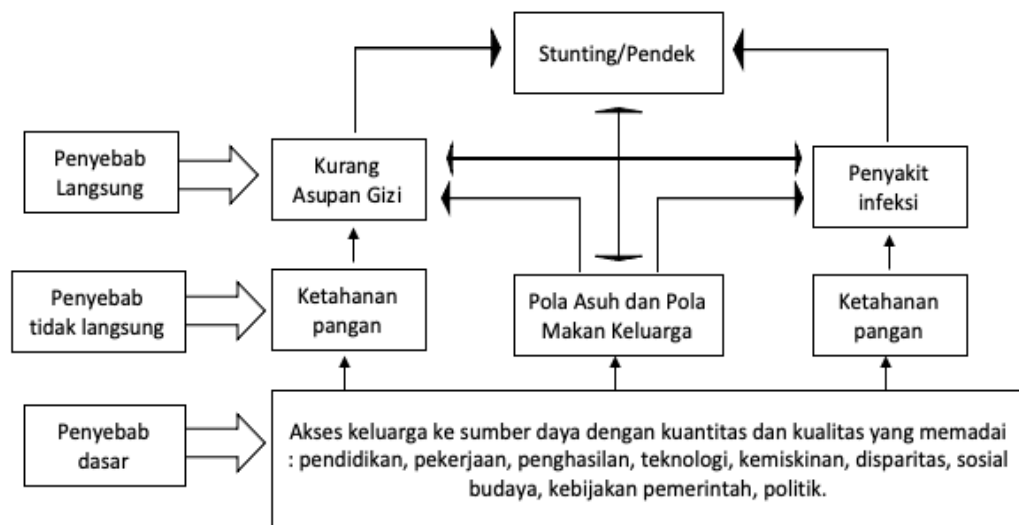 Stunting/Pendek
Penyebab
Langsung
Kurang
Asupan Gizi
Penyakit
infeksi
Penyebab
tidak langsung
Ketahanan
pangan
Pola Asuh dan Pola
Makan Keluarga
Ketahanan
pangan
Penyebab
dasar
Akses keluarga ke sumber daya dengan kuantitas dan kualitas yang memadai
: pendidikan, pekerjaan, penghasilan, teknologi, kemiskinan, disparitas, sosial
budaya, kebijakan pemerintah, politik.